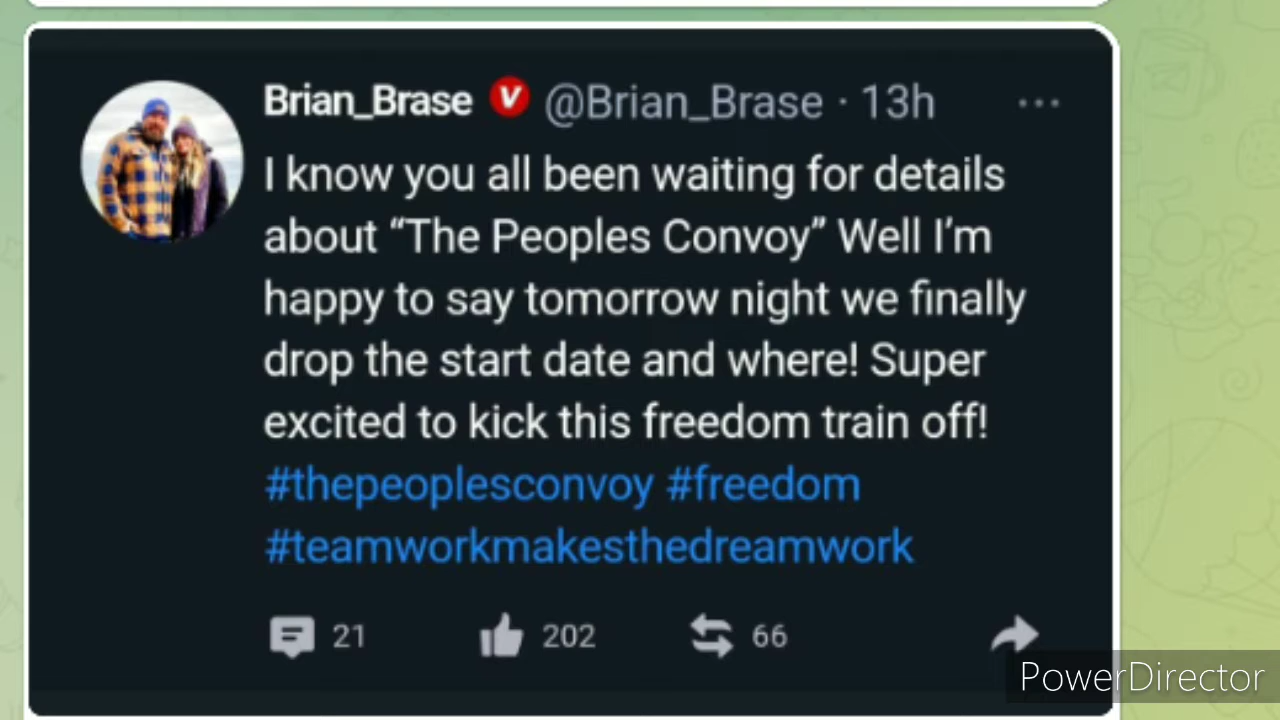 Brian_Brase V @Brian_Brase · 13h ...
I know you all been waiting for details
about “The Peoples Convoy” Well I’m
happy to say tomorrow night we finally
drop the start date and where! Super
excited to kick this freedom train off!
#thepeoplesconvoy #freedom
#teamworkmakesthedreamwork
21 202 66
PowerDirector